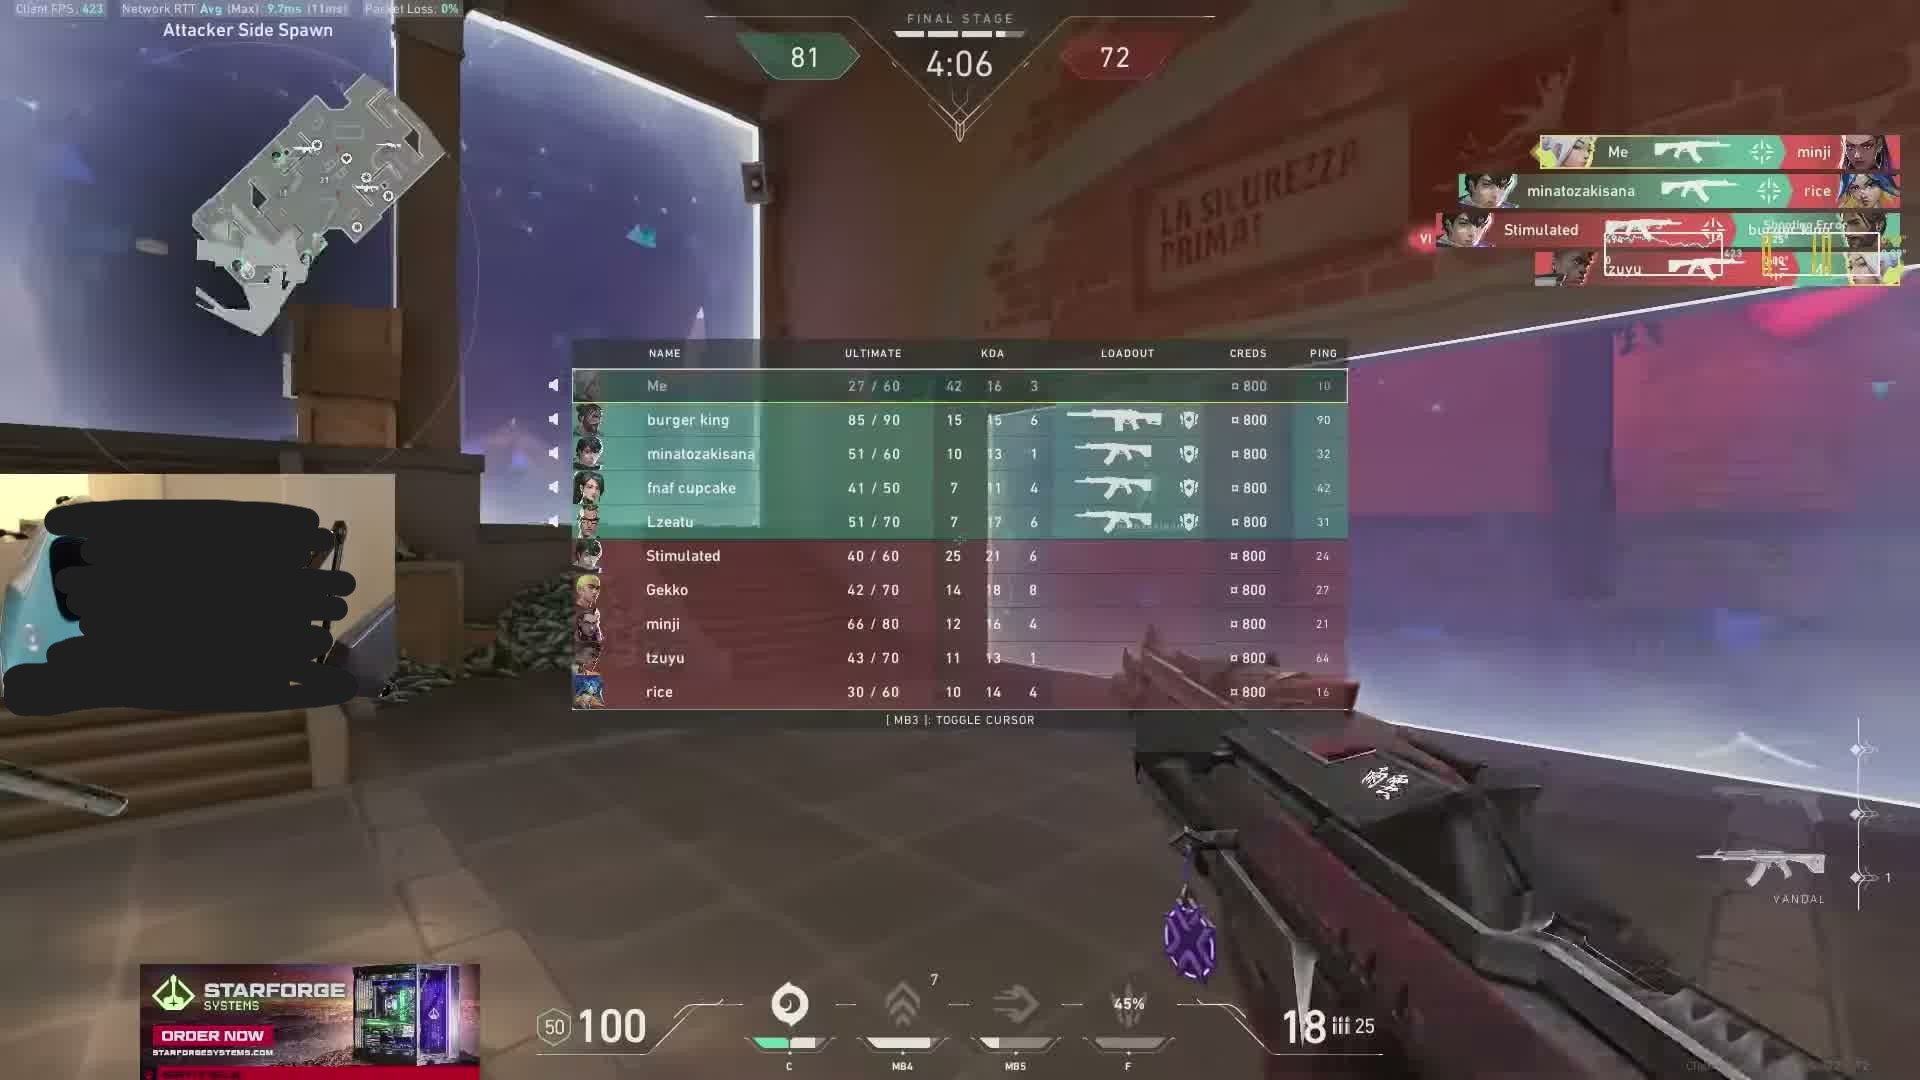 Client FPS: 423 Network RTT Avg (Max): 9.7ms (11ms) Packet Loss: 0%
Attacker Side Spawn
FINAL STAGE
81 4:06 72
LA SICUREZZA
PRIMA!
Me minji
minatozakisana rice
VI Stimulated burger king
Shooting Error
tzuyu
NAME ULTIMATE KDA LOADOUT CREDS PING
Me 27 / 60 42 16 3 ¤ 800 10
burger king 85 / 90 15 15 6 ¤ 800 90
minatozakisana 51 / 60 10 13 1 ¤ 800 32
fnaf cupcake 41 / 50 7 11 4 ¤ 800 42
Lzeatu 51 / 70 7 17 6 ¤ 800 31
Stimulated 40 / 60 25 21 6 ¤ 800 24
Gekko 42 / 70 14 18 8 ¤ 800 27
minji 66 / 80 12 16 4 ¤ 800 21
tzuyu 43 / 70 11 13 1 ¤ 800 64
rice 30 / 60 10 14 4 ¤ 800 16
[ MB3 ]: TOGGLE CURSOR
1
VANDAL
STARFORGE
SYSTEMS
ORDER NOW
STARFORGESYSTEMS.COM
50 100
7
45%
18 25
C MB4 MB5 F